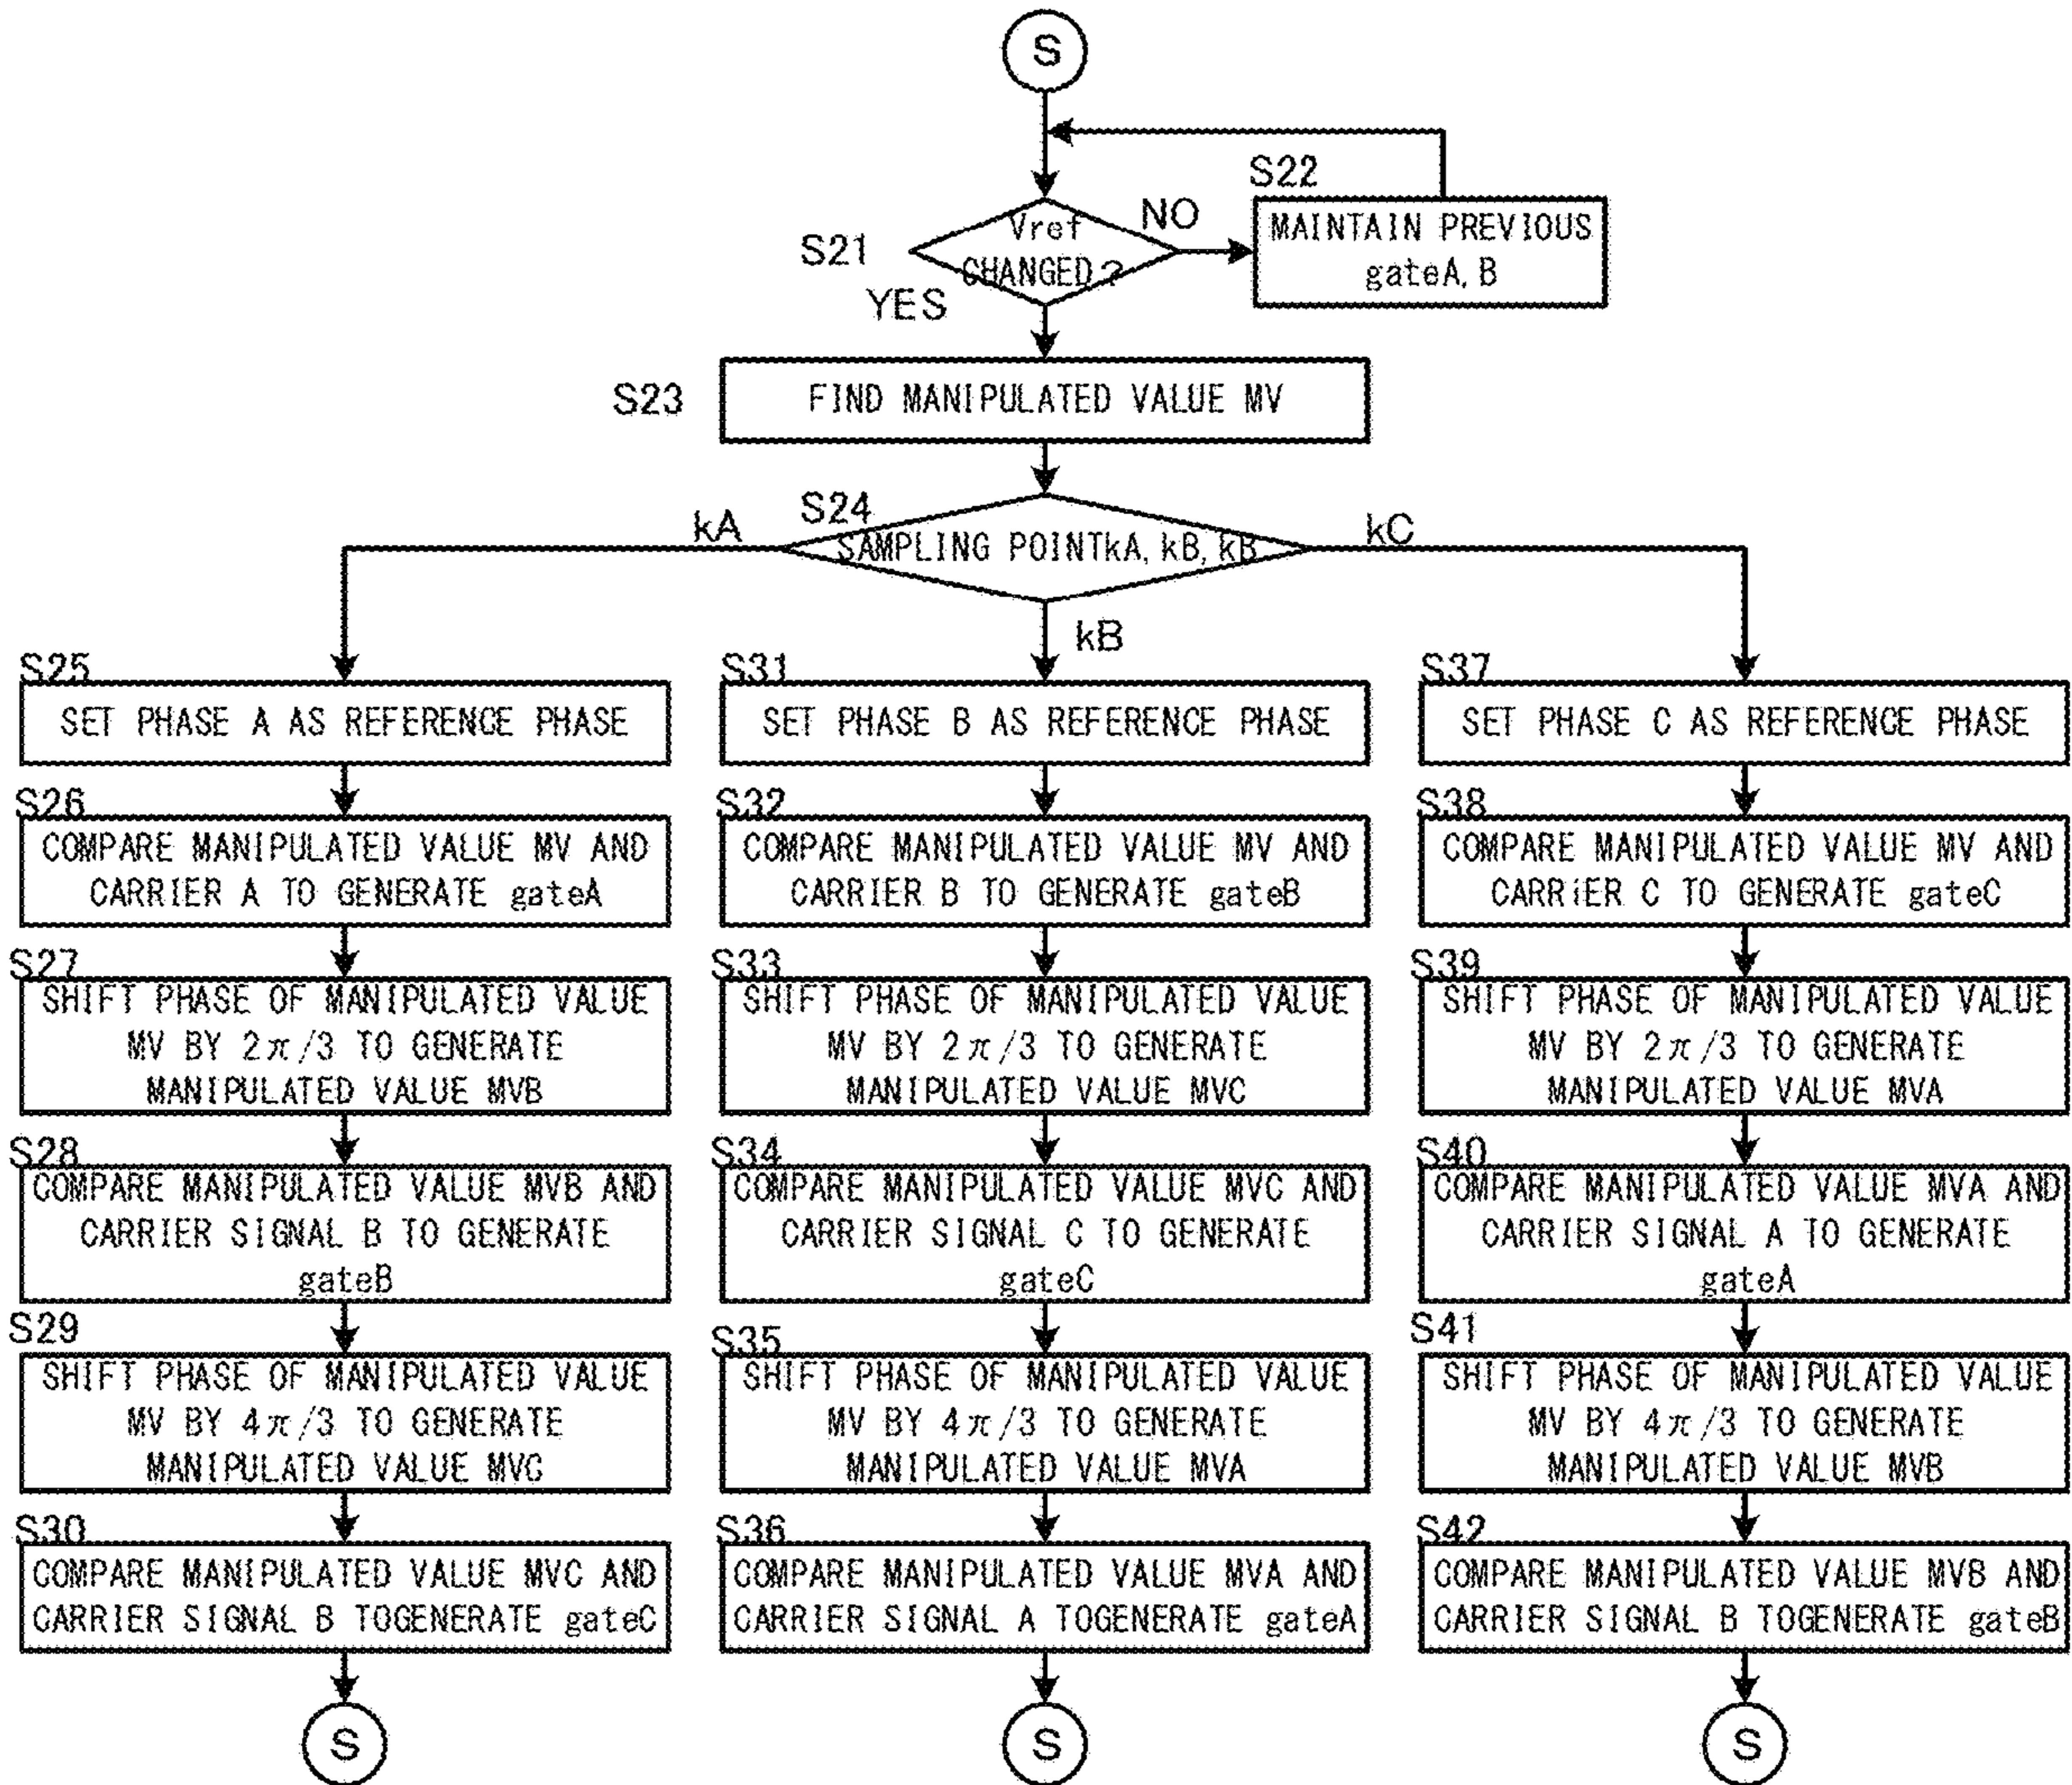 S
S22
NO
MAINTAIN PREVIOUS
gateA, B
S21
Vref
CHANGED?
YES
S23
FIND MANIPULATED VALUE MV
S24
kA
SAMPLING POINTkA, kB, kB
kC
kB
S25
SET PHASE A AS REFERENCE PHASE
S26
COMPARE MANIPULATED VALUE MV AND
CARRIER A TO GENERATE gateA
S27
SHIFT PHASE OF MANIPULATED VALUE
MV BY 2π/3 TO GENERATE
MANIPULATED VALUE MVB
S28
COMPARE MANIPULATED VALUE MVB AND
CARRIER SIGNAL B TO GENERATE
gateB
S29
SHIFT PHASE OF MANIPULATED VALUE
MV BY 4π/3 TO GENERATE
MANIPULATED VALUE MVC
S30
COMPARE MANIPULATED VALUE MVC AND
CARRIER SIGNAL B TOGENERATE gateC
S
S31
SET PHASE B AS REFERENCE PHASE
S32
COMPARE MANIPULATED VALUE MV AND
CARRIER B TO GENERATE gateB
S33
SHIFT PHASE OF MANIPULATED VALUE
MV BY 2π/3 TO GENERATE
MANIPULATED VALUE MVC
S34
COMPARE MANIPULATED VALUE MVC AND
CARRIER SIGNAL C TO GENERATE
gateC
S35
SHIFT PHASE OF MANIPULATED VALUE
MV BY 4π/3 TO GENERATE
MANIPULATED VALUE MVA
S36
COMPARE MANIPULATED VALUE MVA AND
CARRIER SIGNAL A TOGENERATE gateA
S
S37
SET PHASE C AS REFERENCE PHASE
S38
COMPARE MANIPULATED VALUE MV AND
CARRiER C TO GENERATE gateC
S39
SHIFT PHASE OF MANIPULATED VALUE
MV BY 2π/3 TO GENERATE
MANIPULATED VALUE MVA
S40
COMPARE MANIPULATED VALUE MVA AND
CARRIER SIGNAL A TO GENERATE
gateA
S41
SHIFT PHASE OF MANIPULATED VALUE
MV BY 4π/3 TO GENERATE
MANIPULATED VALUE MVB
S42
COMPARE MANIPULATED VALUE MVB AND
CARRIER SIGNAL B TOGENERATE gateB
S